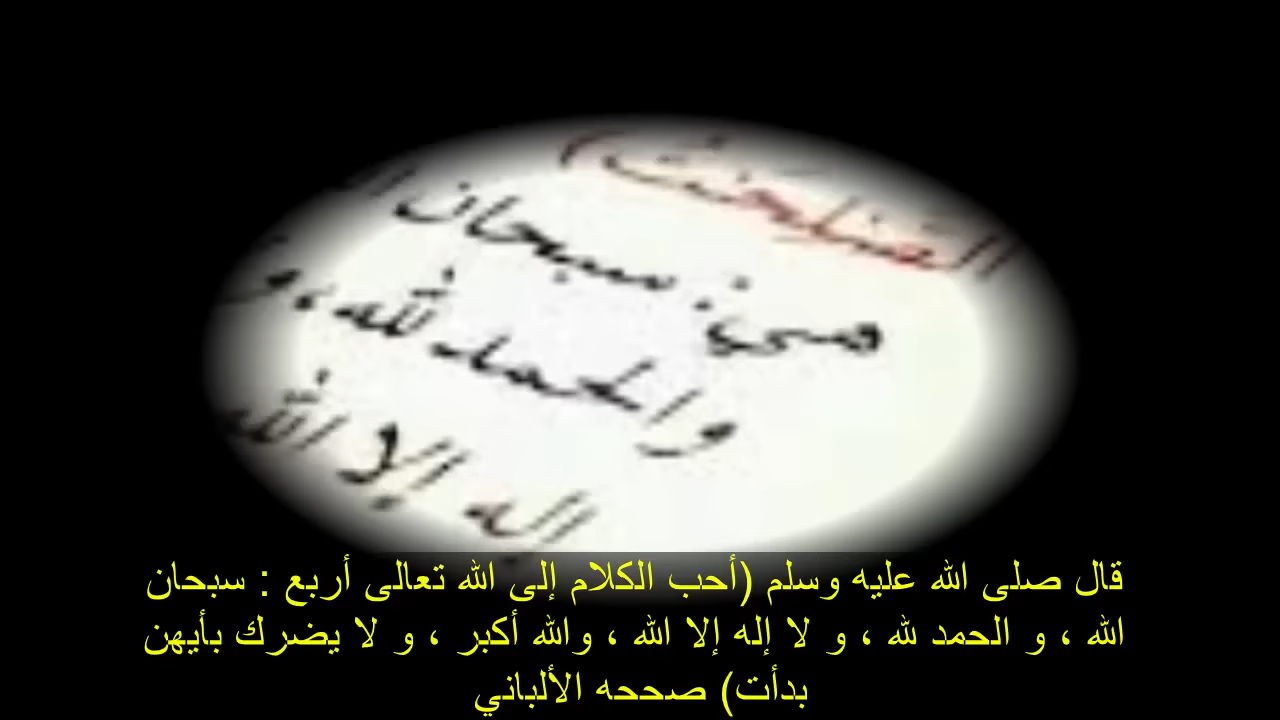 الصلحت)
هي: سبحان
والحمد لله، و
إله إلا الله
قال صلى الله عليه وسلم (أحب الكلام إلى الله تعالى أربع : سبحان
الله ، و الحمد لله ، و لا إله إلا الله ، والله أكبر ، و لا يضرك بأيهن
بدأت) صححه الألباني